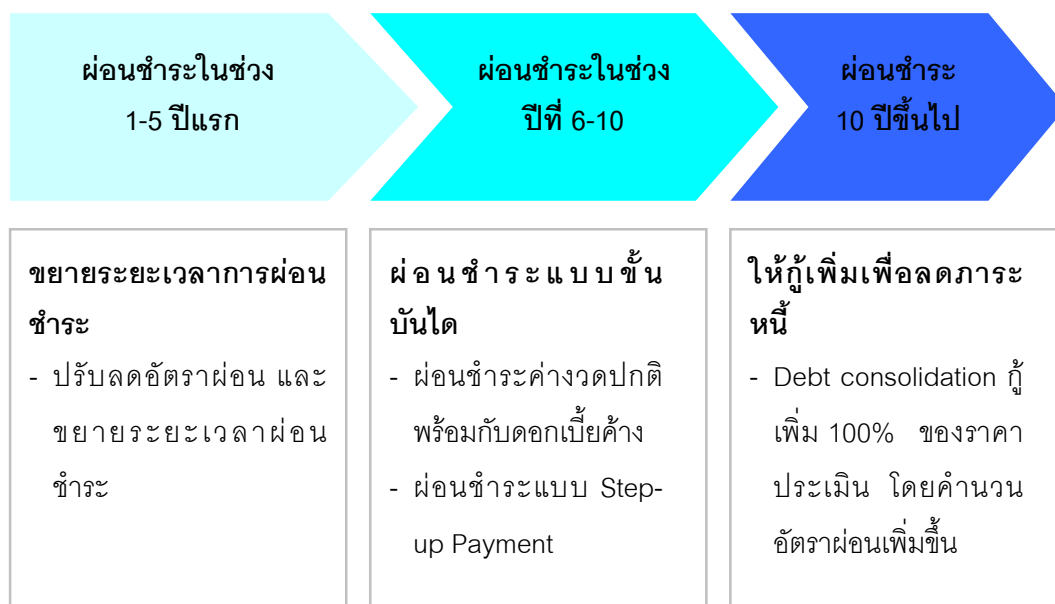 ผ่อนชำระในช่วง
1-5 ปีแรก
ผ่อนชำระในช่วง
ปีที่ 6-10
ผ่อนชำระ
10 ปีขึ้นไป
ขยายระยะเวลาการผ่อน
ชำระ
- ปรับลดอัตราผ่อน และ
ขยายระยะเวลาผ่อน
ชำระ
ผ่อนชำระแบบขั้น
บันได
- ผ่อนชำระค่างวดปกติ
พร้อมกับดอกเบี้ยค้าง
- ผ่อนชำระแบบ Step-
up Payment
ให้กู้เพิ่มเพื่อลดภาระ
หนี้
- Debt consolidation กู้
เพิ่ม 100% ของราคา
ประเมิน โดยคำนวน
อัตราผ่อนเพิ่มขึ้น